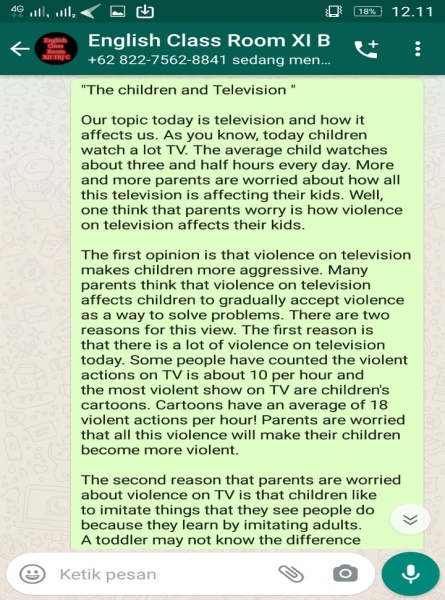 4G
18%
12.11
English Class Room XII TKJ C
English Class Room XI B
+62 822-7562-8841 sedang men...
"The children and Television "
Our topic today is television and how it
affects us. As you know, today children
watch a lot TV. The average child watches
about three and half hours every day. More
and more parents are worried about how all
this television is affecting their kids. Well,
one think that parents worry is how violence
on television affects their kids.
The first opinion is that violence on television
makes children more aggressive. Many
parents think that violence on television
affects children to gradually accept violence
as a way to solve problems. There are two
reasons for this view. The first reason is
that there is a lot of violence on television
today. Some people have counted the violent
actions on TV is about 10 per hour and
the most violent show on TV are children's
cartoons. Cartoons have an average of 18
violent actions per hour! Parents are worried
that all this violence will make their children
become more violent.
The second reason that parents are worried
about violence on TV is that children like
to imitate things that they see people do
because they learn by imitating adults.
A toddler may not know the difference
Ketik pesan